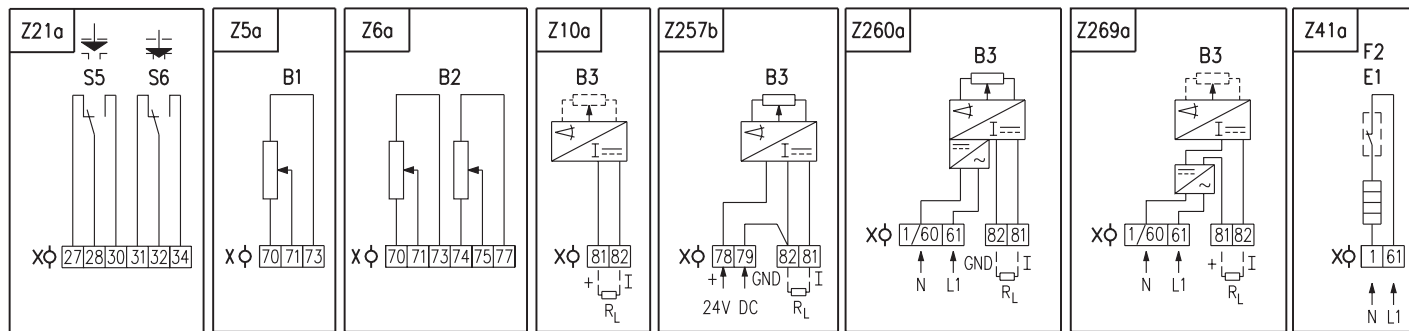 Z21a
S5 S6
X 27 28 30 31 32 34
Z5a
B1
X 70 71 73
Z6a
B2
X 70 71 73 74 75 77
Z10a
B3
I
X 81 82
+ I
RL
Z257b
B3
I
X 78 79 82 81
+ GND I
24V DC RL
Z260a
B3
I
~
X 1/60 61 82 81
GND I
N L1 RL
Z269a
B3
I
~
X 1/60 61 81 82
+ I
N L1 RL
Z41a
F2
E1
X 1 61
N L1